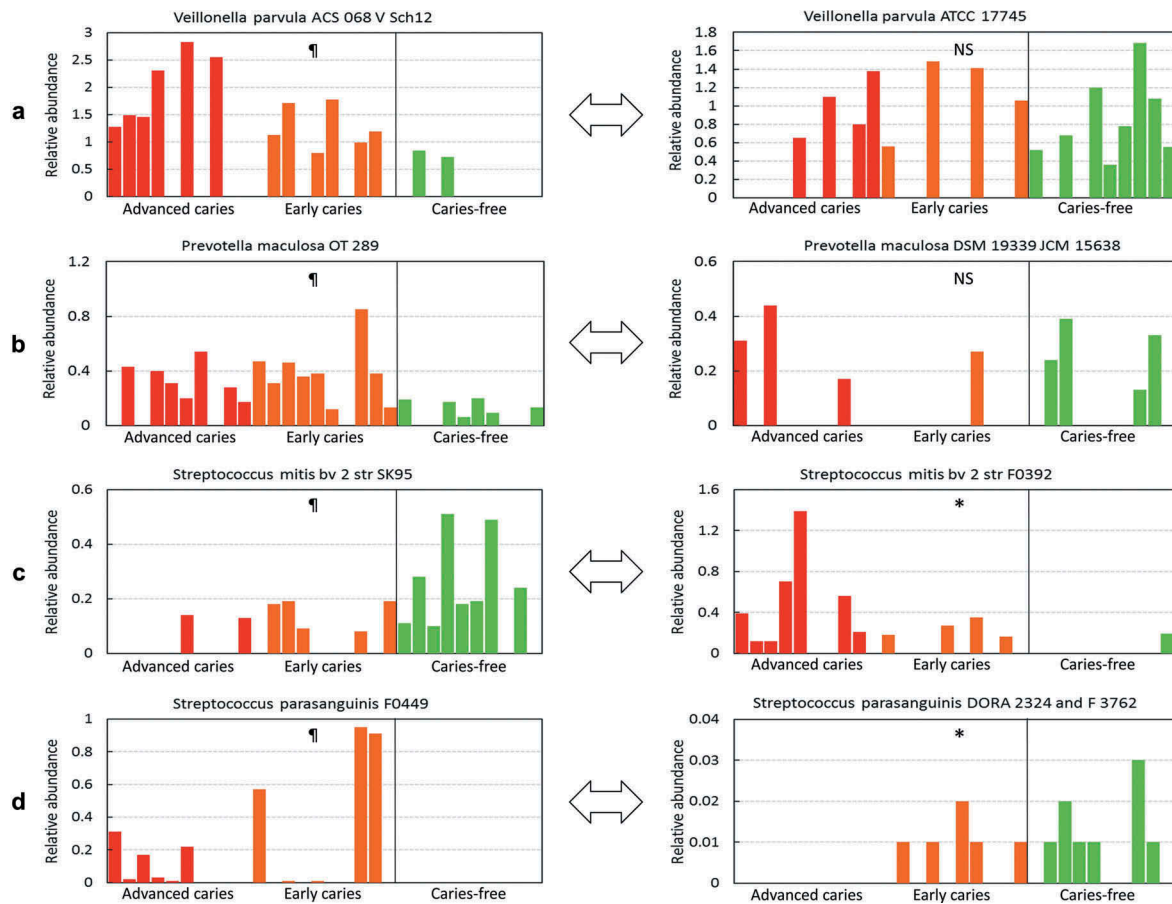 a
Veillonella parvula ACS 068 V Sch12
Relative abundance
3
2.5
2
1.5
1
0.5
0
¶
Advanced caries Early caries Caries-free
Veillonella parvula ATCC 17745
Relative abundance
1.8
1.6
1.4
1.2
1
0.8
0.6
0.4
0.2
0
NS
Advanced caries Early caries Caries-free
b
Prevotella maculosa OT 289
Relative abundance
1.2
0.8
0.4
0
¶
Advanced caries Early caries Caries-free
Prevotella maculosa DSM 19339 JCM 15638
Relative abundance
0.6
0.4
0.2
0
NS
Advanced caries Early caries Caries-free
c
Streptococcus mitis bv 2 str SK95
Relative abundance
0.6
0.4
0.2
0
¶
Advanced caries Early caries Caries-free
Streptococcus mitis bv 2 str F0392
Relative abundance
1.6
1.2
0.8
0.4
0
*
Advanced caries Early caries Caries-free
d
Streptococcus parasanguinis F0449
Relative abundance
1
0.8
0.6
0.4
0.2
0
¶
Advanced caries Early caries Caries-free
Streptococcus parasanguinis DORA 2324 and F 3762
Relative abundance
0.04
0.03
0.02
0.01
0
*
Advanced caries Early caries Caries-free